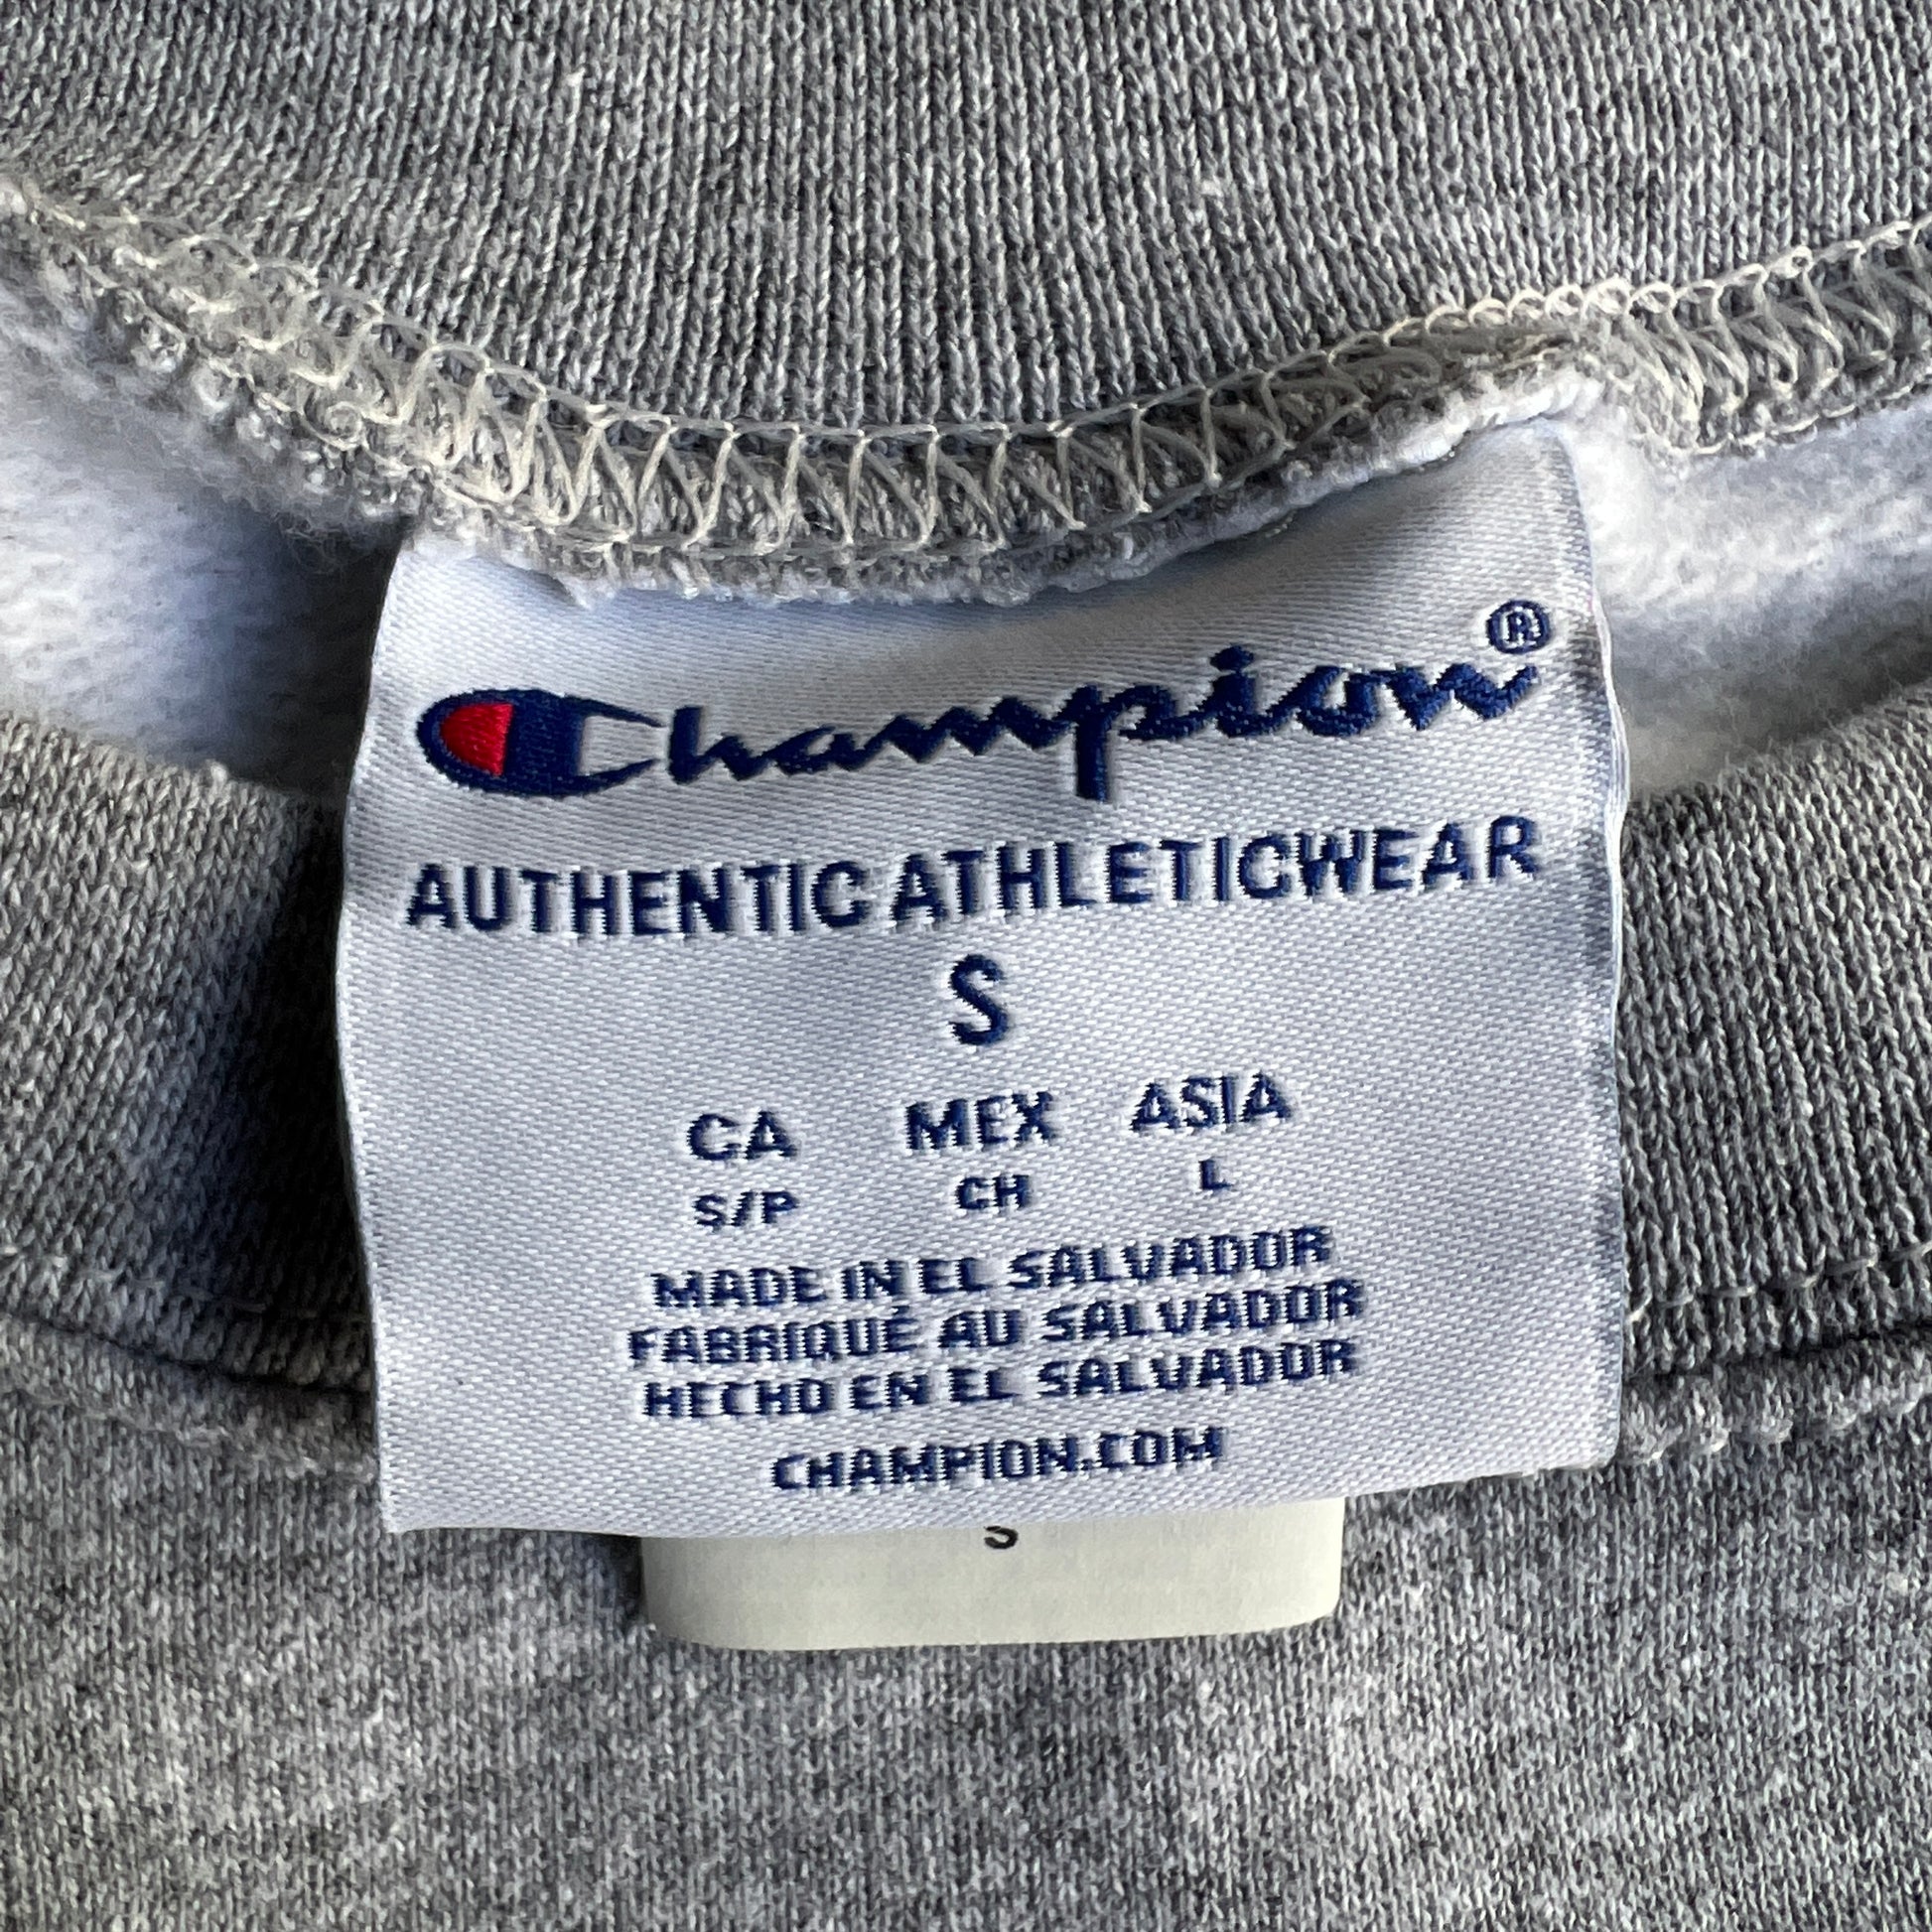 Champion®
AUTHENTIC ATHLETICWEAR
S
CA MEX ASIA
S/P CH L
MADE IN EL SALVADOR
FABRIQUÉ AU SALVADOR
HECHO EN EL SALVADOR
CHAMPION.COM
S